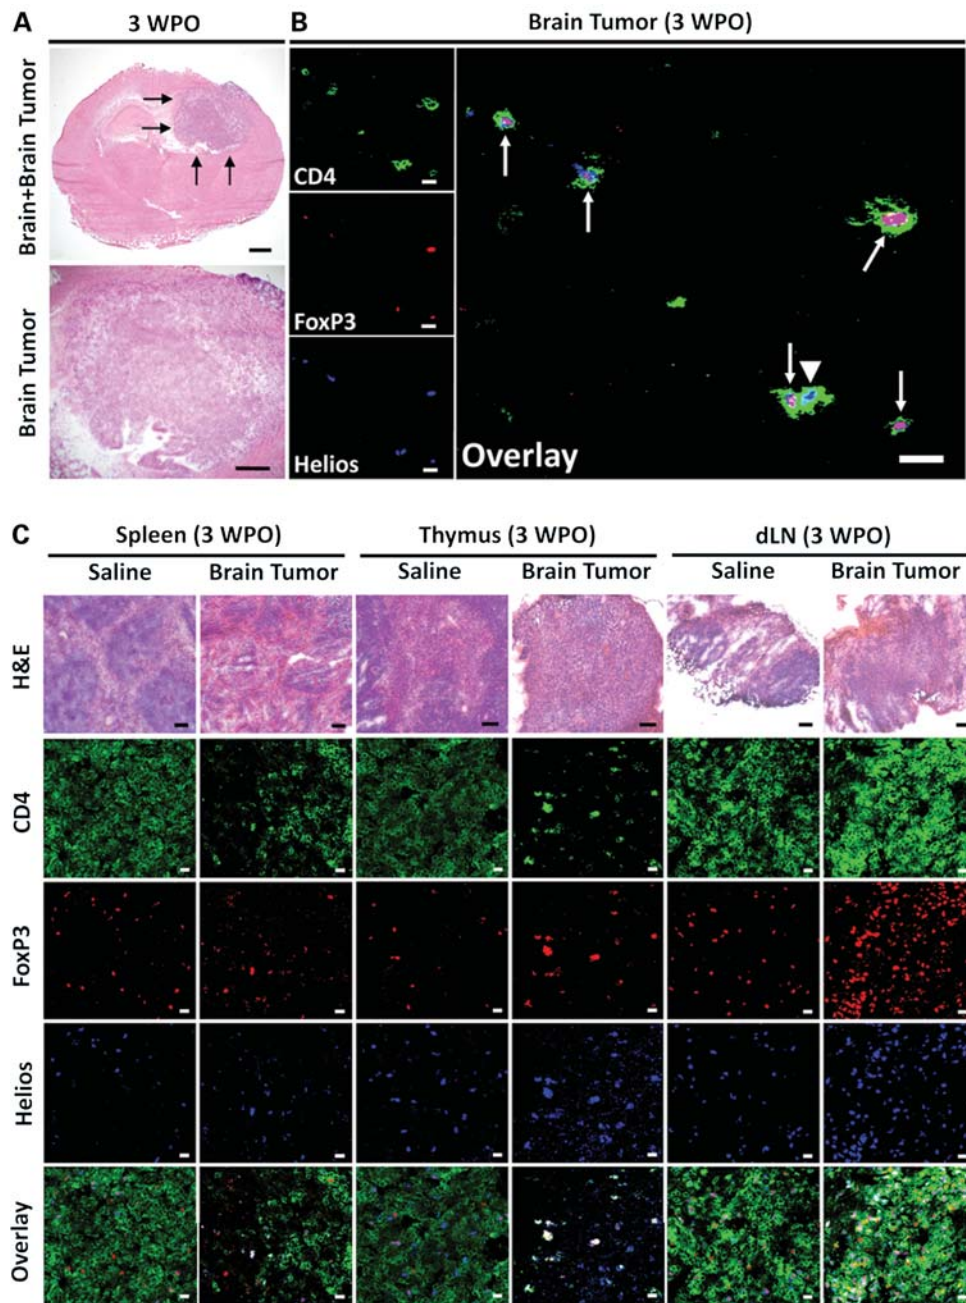 A
3 WPO
B
Brain Tumor (3 WPO)
Brain+Brain Tumor
Brain Tumor
CD4
FoxP3
Helios
Overlay
C
Spleen (3 WPO)
Thymus (3 WPO)
dLN (3 WPO)
Saline
Brain Tumor
Saline
Brain Tumor
Saline
Brain Tumor
H&E
CD4
FoxP3
Helios
Overlay